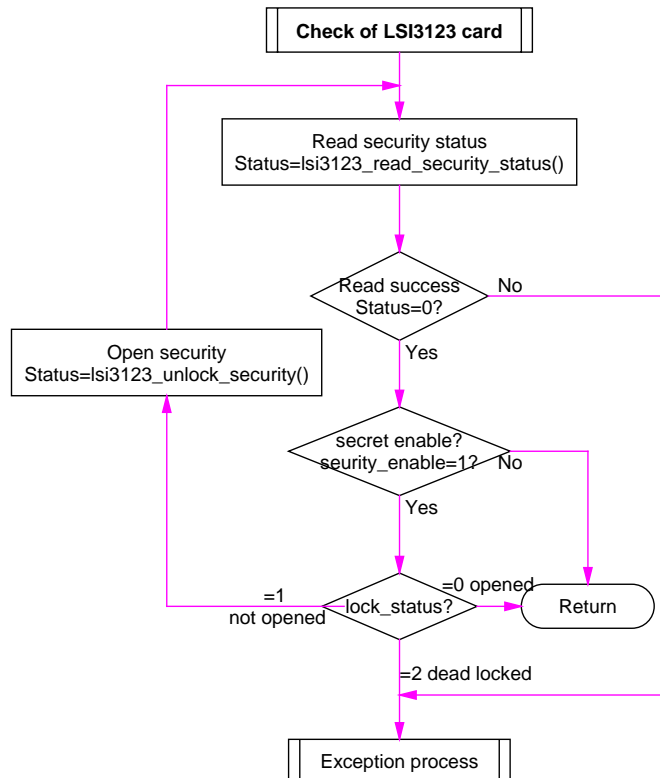 Check of LSI3123 card
Read security status
Status=lsi3123_read_security_status()
Read success
Status=0?
No
Yes
Open security
Status=lsi3123_unlock_security()
secret enable?
seurity_enable=1?
No
Yes
=1
not opened
lock_status?
=0 opened
Return
=2 dead locked
Exception process